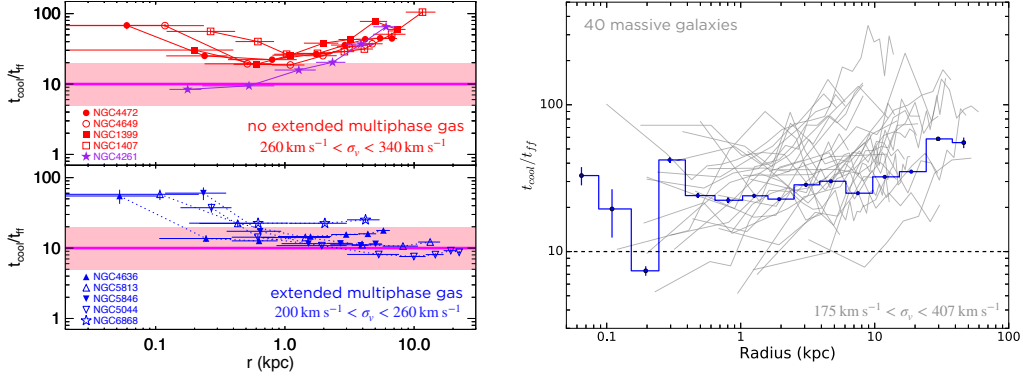 100
10
1
t_cool/t_ff
NGC4472
NGC4649
NGC1399
NGC1407
NGC4261
no extended multiphase gas
260 km s⁻¹ < σᵥ < 340 km s⁻¹
100
10
1
t_cool/t_ff
NGC4636
NGC5813
NGC5846
NGC5044
NGC6868
extended multiphase gas
200 km s⁻¹ < σᵥ < 260 km s⁻¹
0.1 1.0 10.0
r (kpc)
40 massive galaxies
100
10
t_cool/t_ff
175 km s⁻¹ < σᵥ < 407 km s⁻¹
0.1 1 10 100
Radius (kpc)